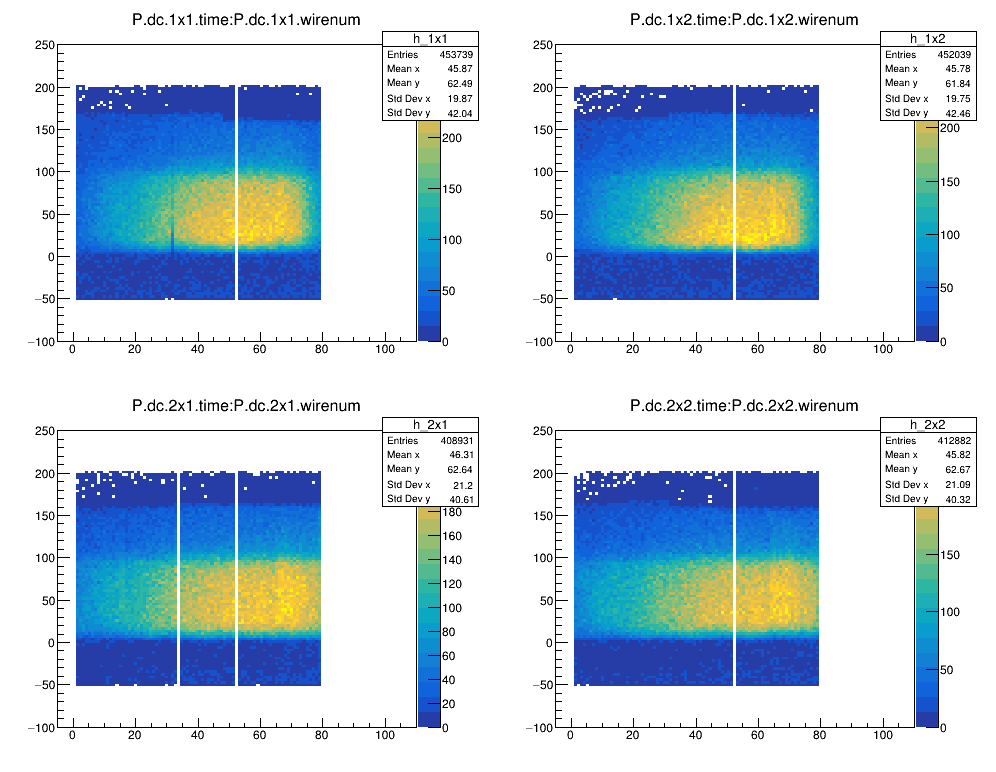 P.dc.1x1.time:P.dc.1x1.wirenum
h_1x1
Entries 453739
Mean x 45.87
Mean y 62.49
Std Dev x 19.87
Std Dev y 42.04
250
200
150
100
50
0
−50
−100
0 20 40 60 80 100
200
150
100
50
0
P.dc.1x2.time:P.dc.1x2.wirenum
h_1x2
Entries 452039
Mean x 45.78
Mean y 61.84
Std Dev x 19.75
Std Dev y 42.46
250
200
150
100
50
0
−50
−100
0 20 40 60 80 100
200
150
100
50
0
P.dc.2x1.time:P.dc.2x1.wirenum
h_2x1
Entries 408931
Mean x 46.31
Mean y 62.64
Std Dev x 21.2
Std Dev y 40.61
250
200
150
100
50
0
−50
−100
0 20 40 60 80 100
180
160
140
120
100
80
60
40
20
0
P.dc.2x2.time:P.dc.2x2.wirenum
h_2x2
Entries 412882
Mean x 45.82
Mean y 62.67
Std Dev x 21.09
Std Dev y 40.32
250
200
150
100
50
0
−50
−100
0 20 40 60 80 100
150
100
50
0